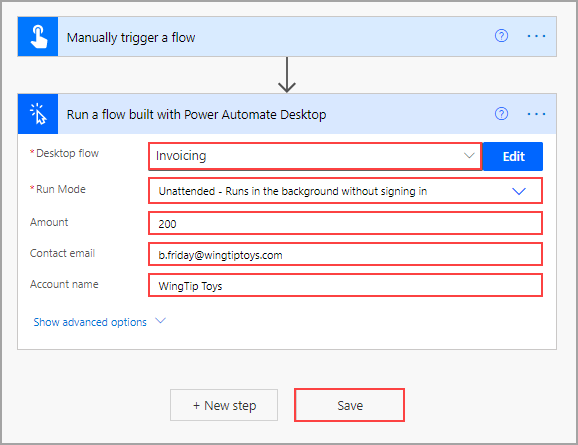 Manually trigger a flow
Run a flow built with Power Automate Desktop
*Desktop flow Invoicing Edit
*Run Mode Unattended - Runs in the background without signing in
Amount 200
Contact email b.friday@wingtiptoys.com
Account name WingTip Toys
Show advanced options
+ New step Save